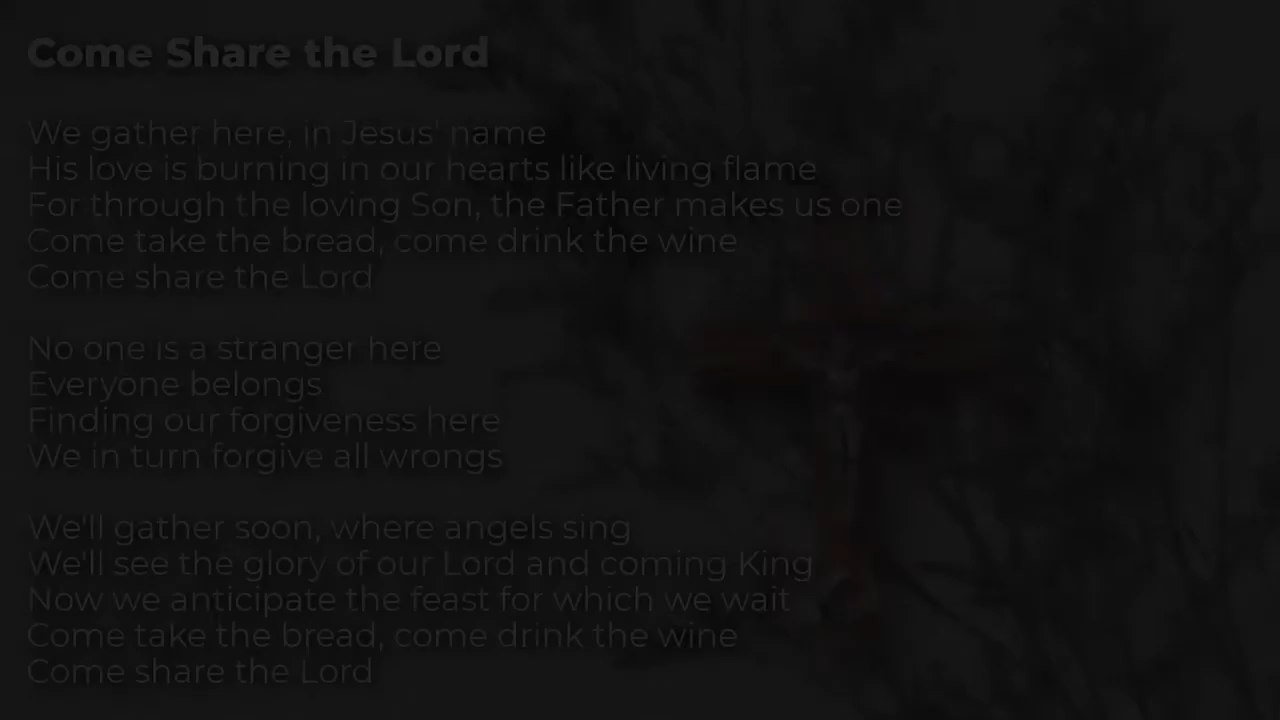 Come Share the Lord
We gather here, in Jesus' name
His love is burning in our hearts like living flame
For through the loving Son, the Father makes us one
Come take the bread, come drink the wine
Come share the Lord
No one is a stranger here
Everyone belongs
Finding our forgiveness here
We in turn forgive all wrongs
We'll gather soon, where angels sing
We'll see the glory of our Lord and coming King
Now we anticipate the feast for which we wait
Come take the bread, come drink the wine
Come share the Lord